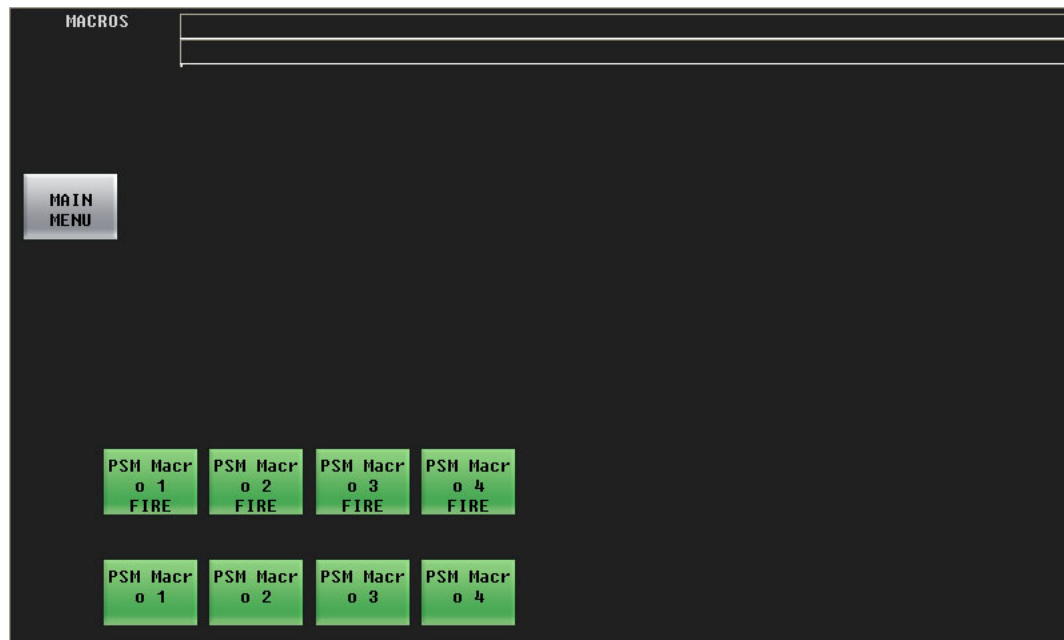 MACROS
MAIN
MENU
PSM Macr
o 1
FIRE
PSM Macr
o 2
FIRE
PSM Macr
o 3
FIRE
PSM Macr
o 4
FIRE
PSM Macr
o 1
PSM Macr
o 2
PSM Macr
o 3
PSM Macr
o 4